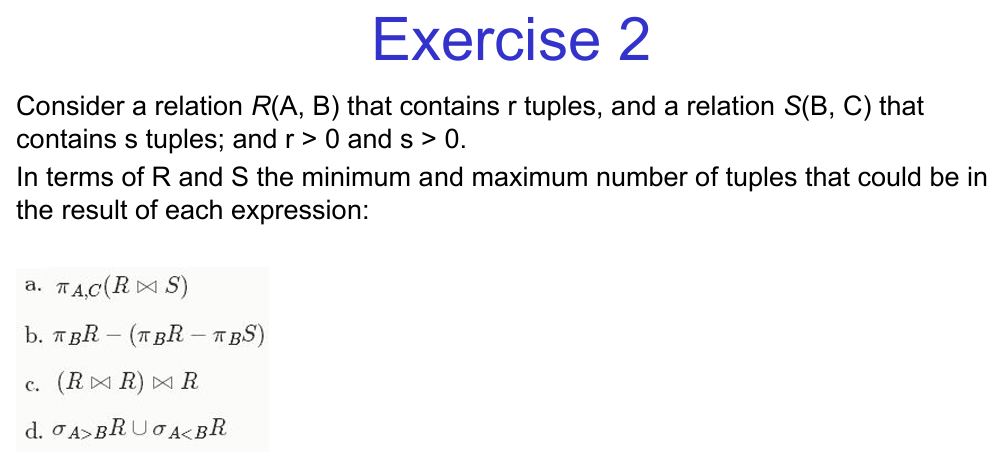 Exercise 2
Consider a relation R(A, B) that contains r tuples, and a relation S(B, C) that
contains s tuples; and r > 0 and s > 0.
In terms of R and S the minimum and maximum number of tuples that could be in
the result of each expression:
a. π_{A,C}(R ⋈ S)
b. π_B R − (π_B R − π_B S)
c. (R ⋈ R) ⋈ R
d. σ_{A>B} R ∪ σ_{A<B} R